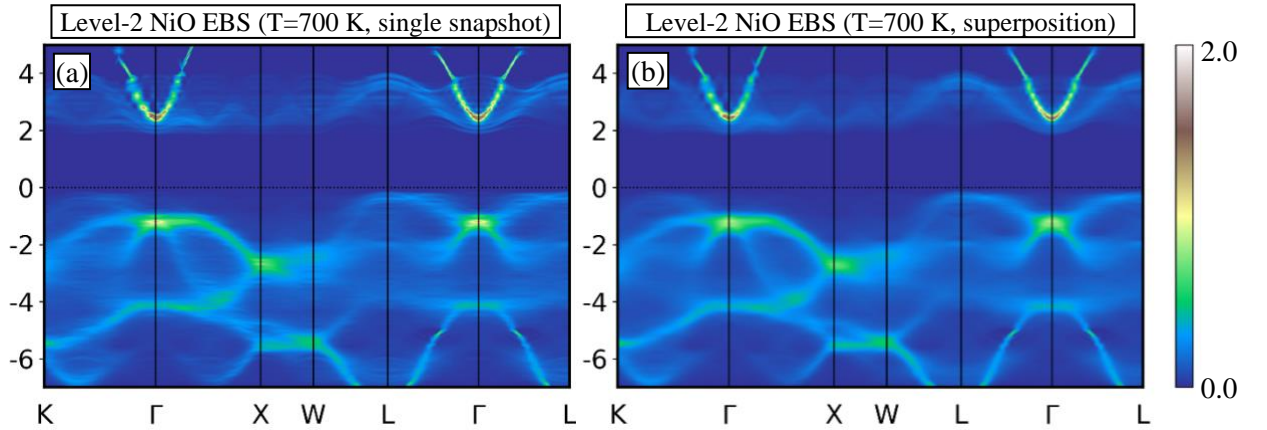 Level-2 NiO EBS (T=700 K, single snapshot)
Level-2 NiO EBS (T=700 K, superposition)
(a)
(b)
4
2
0
-2
-4
-6
K Γ X W L Γ L
4
2
0
-2
-4
-6
K Γ X W L Γ L
2.0
0.0